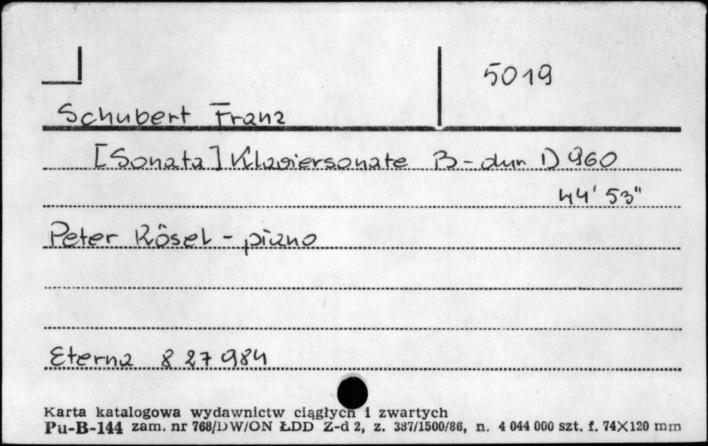 5019
Schubert Franz
[Sonata] Klaviersonate B-dur D 960
44' 53"
Peter Rösel - piano
Eterna 8 27 984
Karta katalogowa wydawnictw ciągłych i zwartych
Pu-B-144 zam. nr 768/DW/ON ŁDD Z-d 2, z. 387/1500/86, n. 4 044 000 szt. f. 74×120 mm